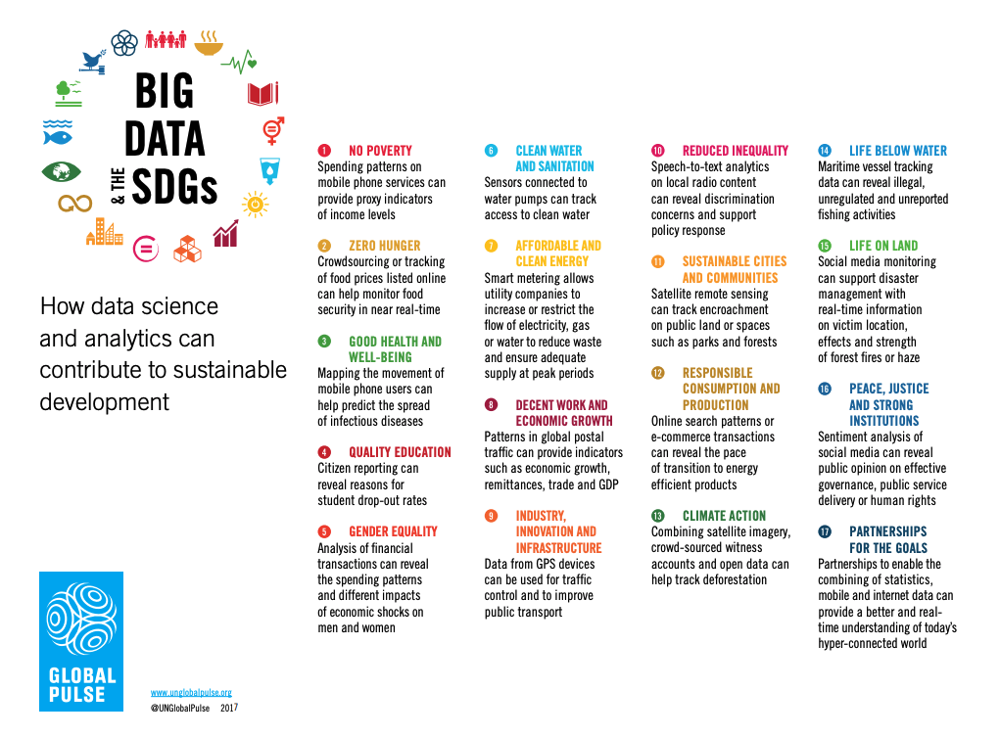 BIG
DATA
& THE
SDGs
How data science
and analytics can
contribute to sustainable
development
1 NO POVERTY
Spending patterns on
mobile phone services can
provide proxy indicators
of income levels
2 ZERO HUNGER
Crowdsourcing or tracking
of food prices listed online
can help monitor food
security in near real-time
3 GOOD HEALTH AND
WELL-BEING
Mapping the movement of
mobile phone users can
help predict the spread
of infectious diseases
4 QUALITY EDUCATION
Citizen reporting can
reveal reasons for
student drop-out rates
5 GENDER EQUALITY
Analysis of financial
transactions can reveal
the spending patterns
and different impacts
of economic shocks on
men and women
6 CLEAN WATER
AND SANITATION
Sensors connected to
water pumps can track
access to clean water
7 AFFORDABLE AND
CLEAN ENERGY
Smart metering allows
utility companies to
increase or restrict the
flow of electricity, gas
or water to reduce waste
and ensure adequate
supply at peak periods
8 DECENT WORK AND
ECONOMIC GROWTH
Patterns in global postal
traffic can provide indicators
such as economic growth,
remittances, trade and GDP
9 INDUSTRY,
INNOVATION AND
INFRASTRUCTURE
Data from GPS devices
can be used for traffic
control and to improve
public transport
10 REDUCED INEQUALITY
Speech-to-text analytics
on local radio content
can reveal discrimination
concerns and support
policy response
11 SUSTAINABLE CITIES
AND COMMUNITIES
Satellite remote sensing
can track encroachment
on public land or spaces
such as parks and forests
12 RESPONSIBLE
CONSUMPTION AND
PRODUCTION
Online search patterns or
e-commerce transactions
can reveal the pace
of transition to energy
efficient products
13 CLIMATE ACTION
Combining satellite imagery,
crowd-sourced witness
accounts and open data can
help track deforestation
14 LIFE BELOW WATER
Maritime vessel tracking
data can reveal illegal,
unregulated and unreported
fishing activities
15 LIFE ON LAND
Social media monitoring
can support disaster
management with
real-time information
on victim location,
effects and strength
of forest fires or haze
16 PEACE, JUSTICE
AND STRONG
INSTITUTIONS
Sentiment analysis of
social media can reveal
public opinion on effective
governance, public service
delivery or human rights
17 PARTNERSHIPS
FOR THE GOALS
Partnerships to enable the
combining of statistics,
mobile and internet data can
provide a better and real-
time understanding of today's
hyper-connected world
GLOBAL
PULSE
www.unglobalpulse.org
@UNGlobalPulse 2017